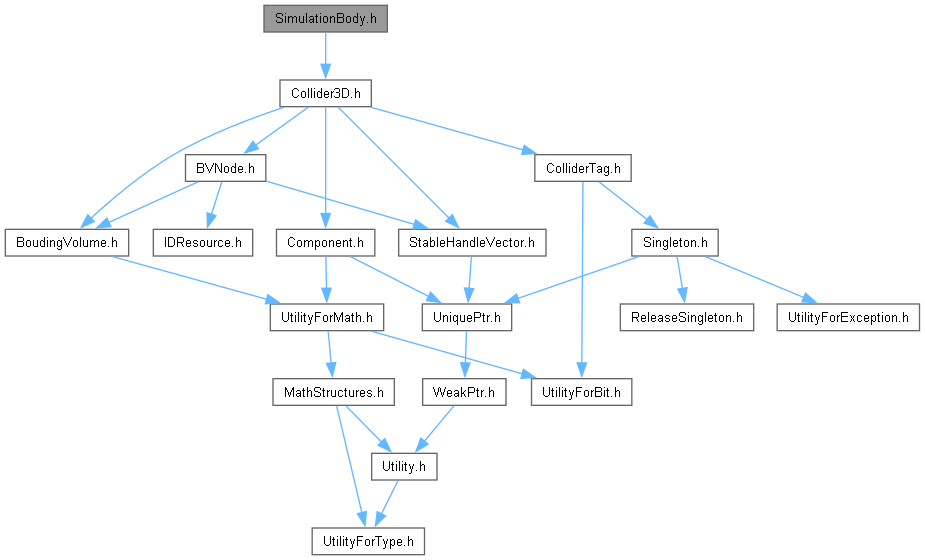 SimulationBody.h
Collider3D.h
BVNode.h
ColliderTag.h
BoudingVolume.h
IDResource.h
Component.h
StableHandleVector.h
Singleton.h
UtilityForMath.h
UniquePtr.h
ReleaseSingleton.h
UtilityForException.h
MathStructures.h
WeakPtr.h
UtilityForBit.h
Utility.h
UtilityForType.h